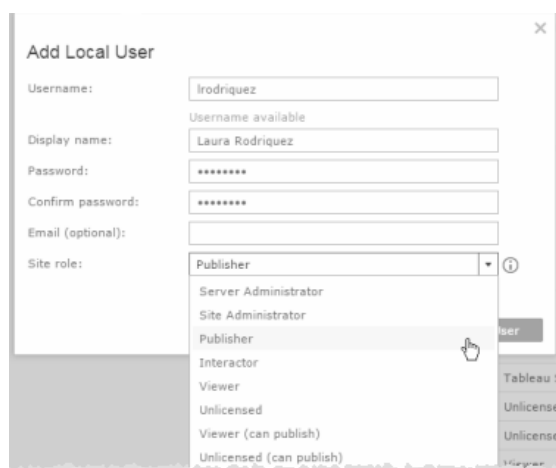 Add Local User
Username: lrodriquez
Username available
Display name: Laura Rodriquez
Password: ••••••••
Confirm password: ••••••••
Email (optional):
Site role: Publisher
Server Administrator
Site Administrator
Publisher
User
Interactor
Tableau S
Viewer
Unlicensed
Unlicense
Viewer (can publish)
Unlicense
Unlicensed (can publish)
Viewer